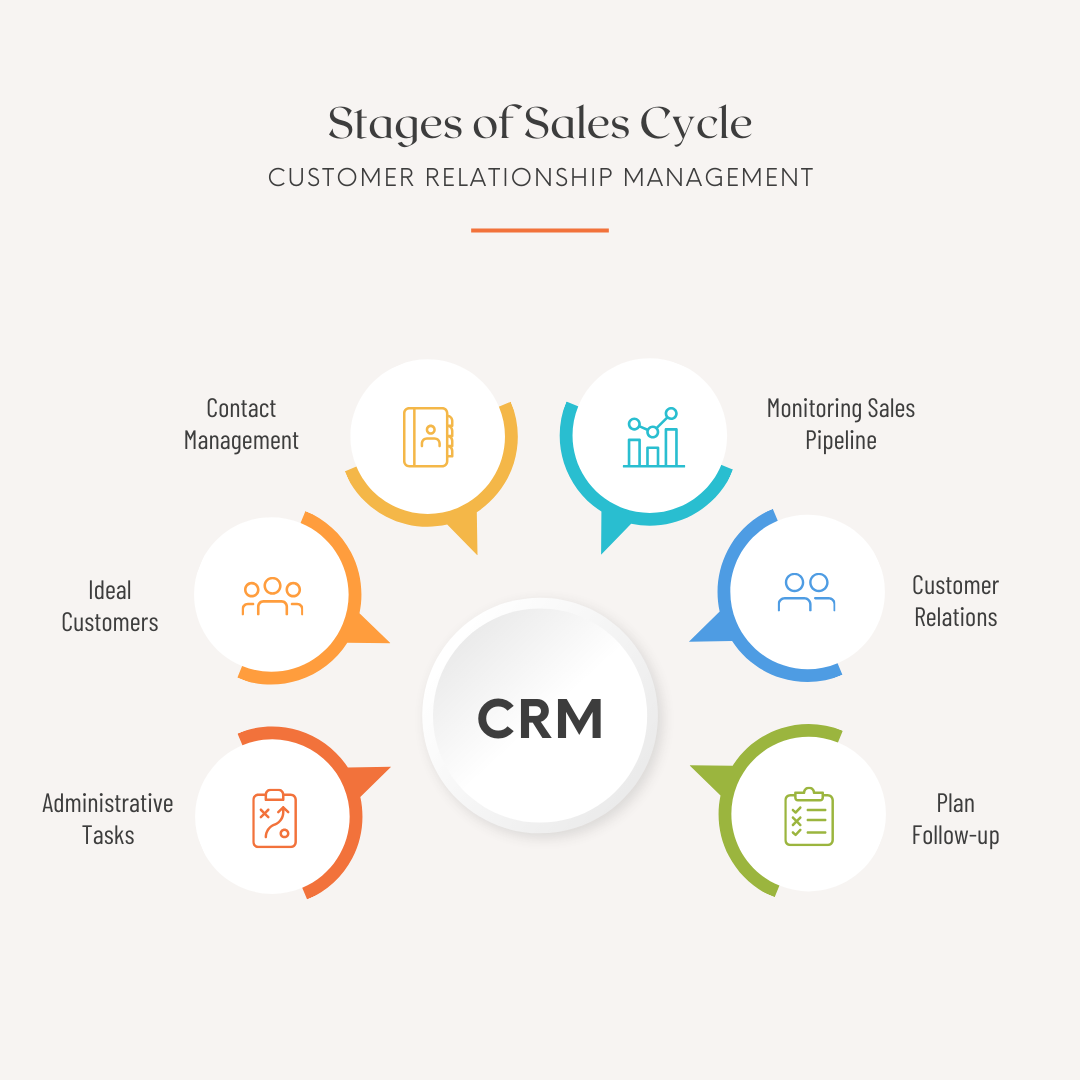 Stages of Sales Cycle
CUSTOMER RELATIONSHIP MANAGEMENT
Contact
Management
Monitoring Sales
Pipeline
Ideal
Customers
Customer
Relations
CRM
Administrative
Tasks
Plan
Follow-up